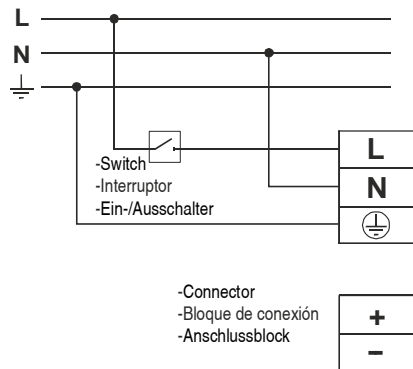 L
N
-Switch
-Interruptor
-Ein-/Ausschalter
L
N
-Connector
-Bloque de conexión
-Anschlussblock
+
−